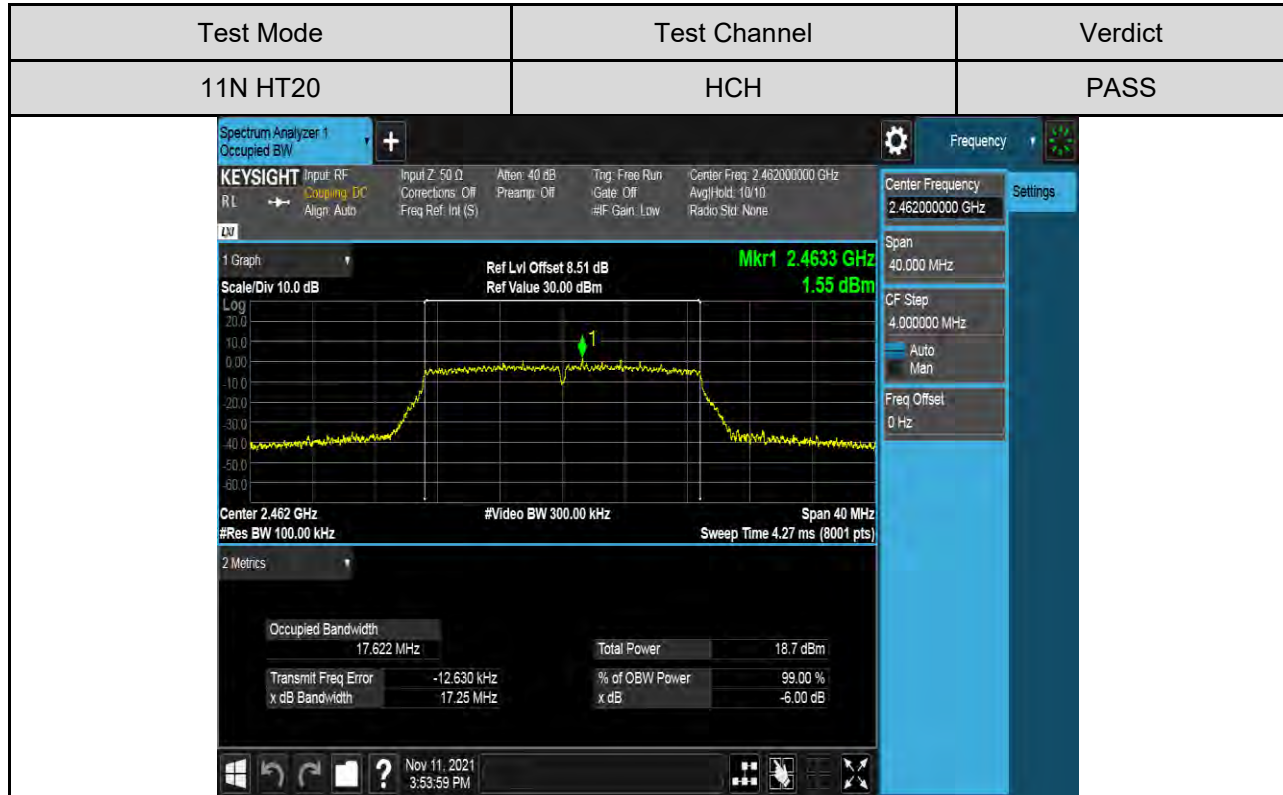 Test Mode Test Channel Verdict
11N HT20 HCH PASS
Spectrum Analyzer 1
Occupied BW
+
Frequency
KEYSIGHT Input: RF Input Z: 50 Ω Atten: 40 dB Trig: Free Run Center Freq: 2.462000000 GHz
RL Coupling: DC Corrections: Off Preamp: Off Gate: Off Avg|Hold: 10/10
Align: Auto Freq Ref: Int (S) #IF Gain: Low Radio Std: None
LXI
Center Frequency
2.462000000 GHz
Settings
Span
40.000 MHz
CF Step
4.000000 MHz
Auto
Man
Freq Offset
0 Hz
1 Graph
Ref Lvl Offset 8.51 dB
Mkr1 2.4633 GHz
Scale/Div 10.0 dB
Ref Value 30.00 dBm
1.55 dBm
Log
20.0
10.0
0.00
-10.0
-20.0
-30.0
-40.0
-50.0
-60.0
1
Center 2.462 GHz #Video BW 300.00 kHz Span 40 MHz
#Res BW 100.00 kHz Sweep Time 4.27 ms (8001 pts)
2 Metrics
Occupied Bandwidth
17.622 MHz
Total Power 18.7 dBm
Transmit Freq Error -12.630 kHz % of OBW Power 99.00 %
x dB Bandwidth 17.25 MHz x dB -6.00 dB
?
Nov 11, 2021
3:53:59 PM